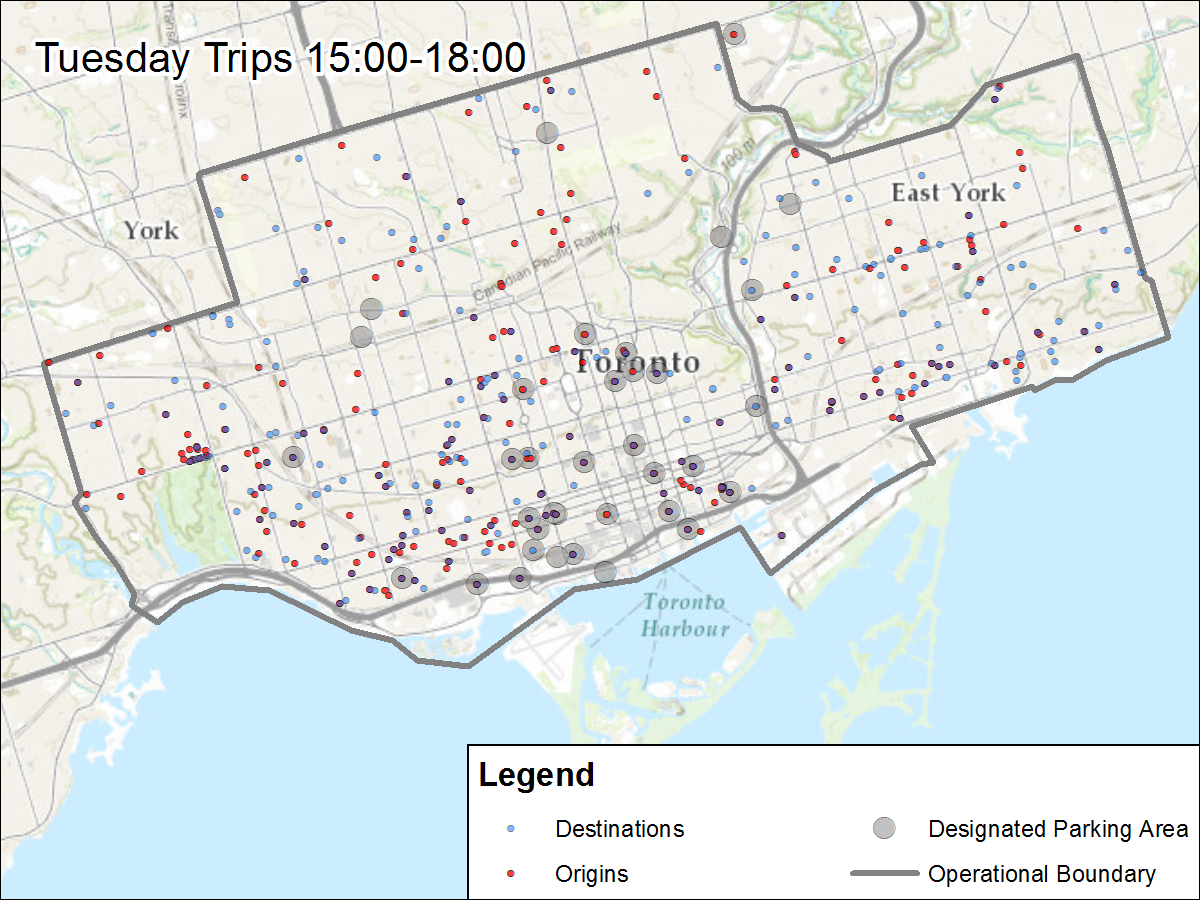 Tuesday Trips 15:00-18:00
100 m
York
East York
Canadian Pacific Railway
Toronto
Toronto
Harbour
Legend
Destinations
Designated Parking Area
Origins
Operational Boundary